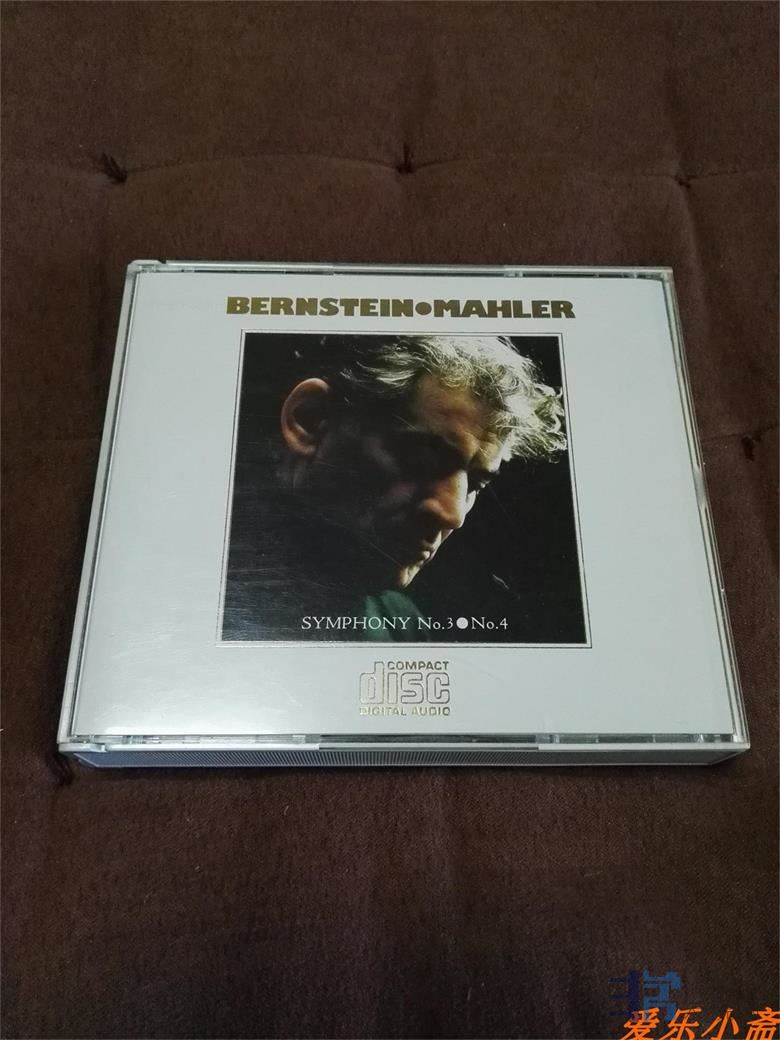 BERNSTEIN●MAHLER
SYMPHONY No.3●No.4
COMPACT
disc
DIGITAL AUDIO
爱乐小斋